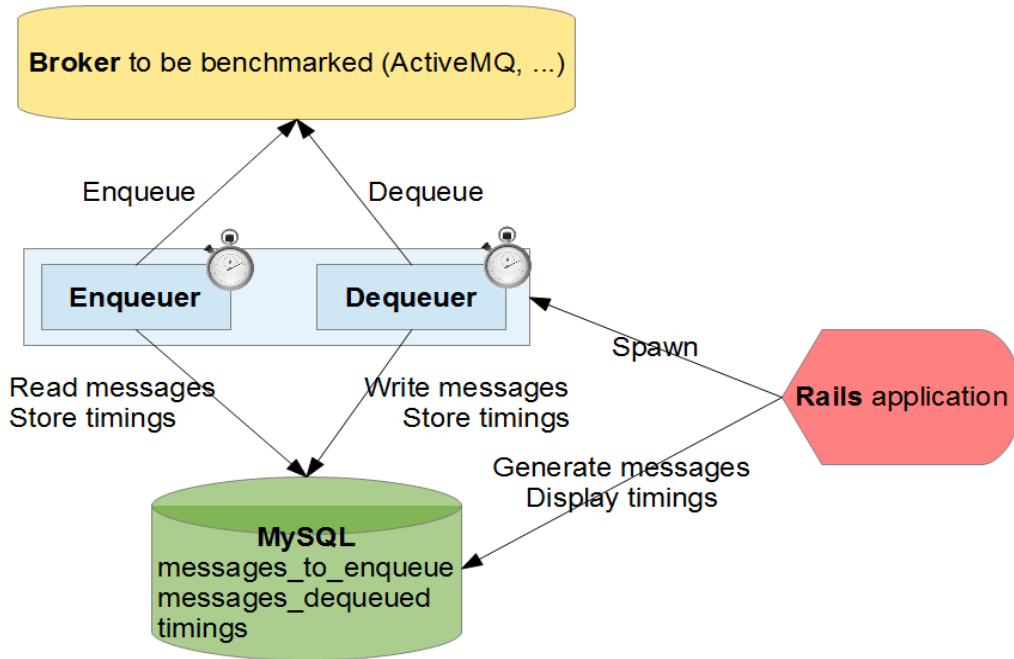 Broker to be benchmarked (ActiveMQ, ...)
Enqueue
Dequeue
Enqueuer
Dequeuer
Spawn
Read messages
Store timings
Write messages
Store timings
Rails application
Generate messages
Display timings
MySQL
messages_to_enqueue
messages_dequeued
timings